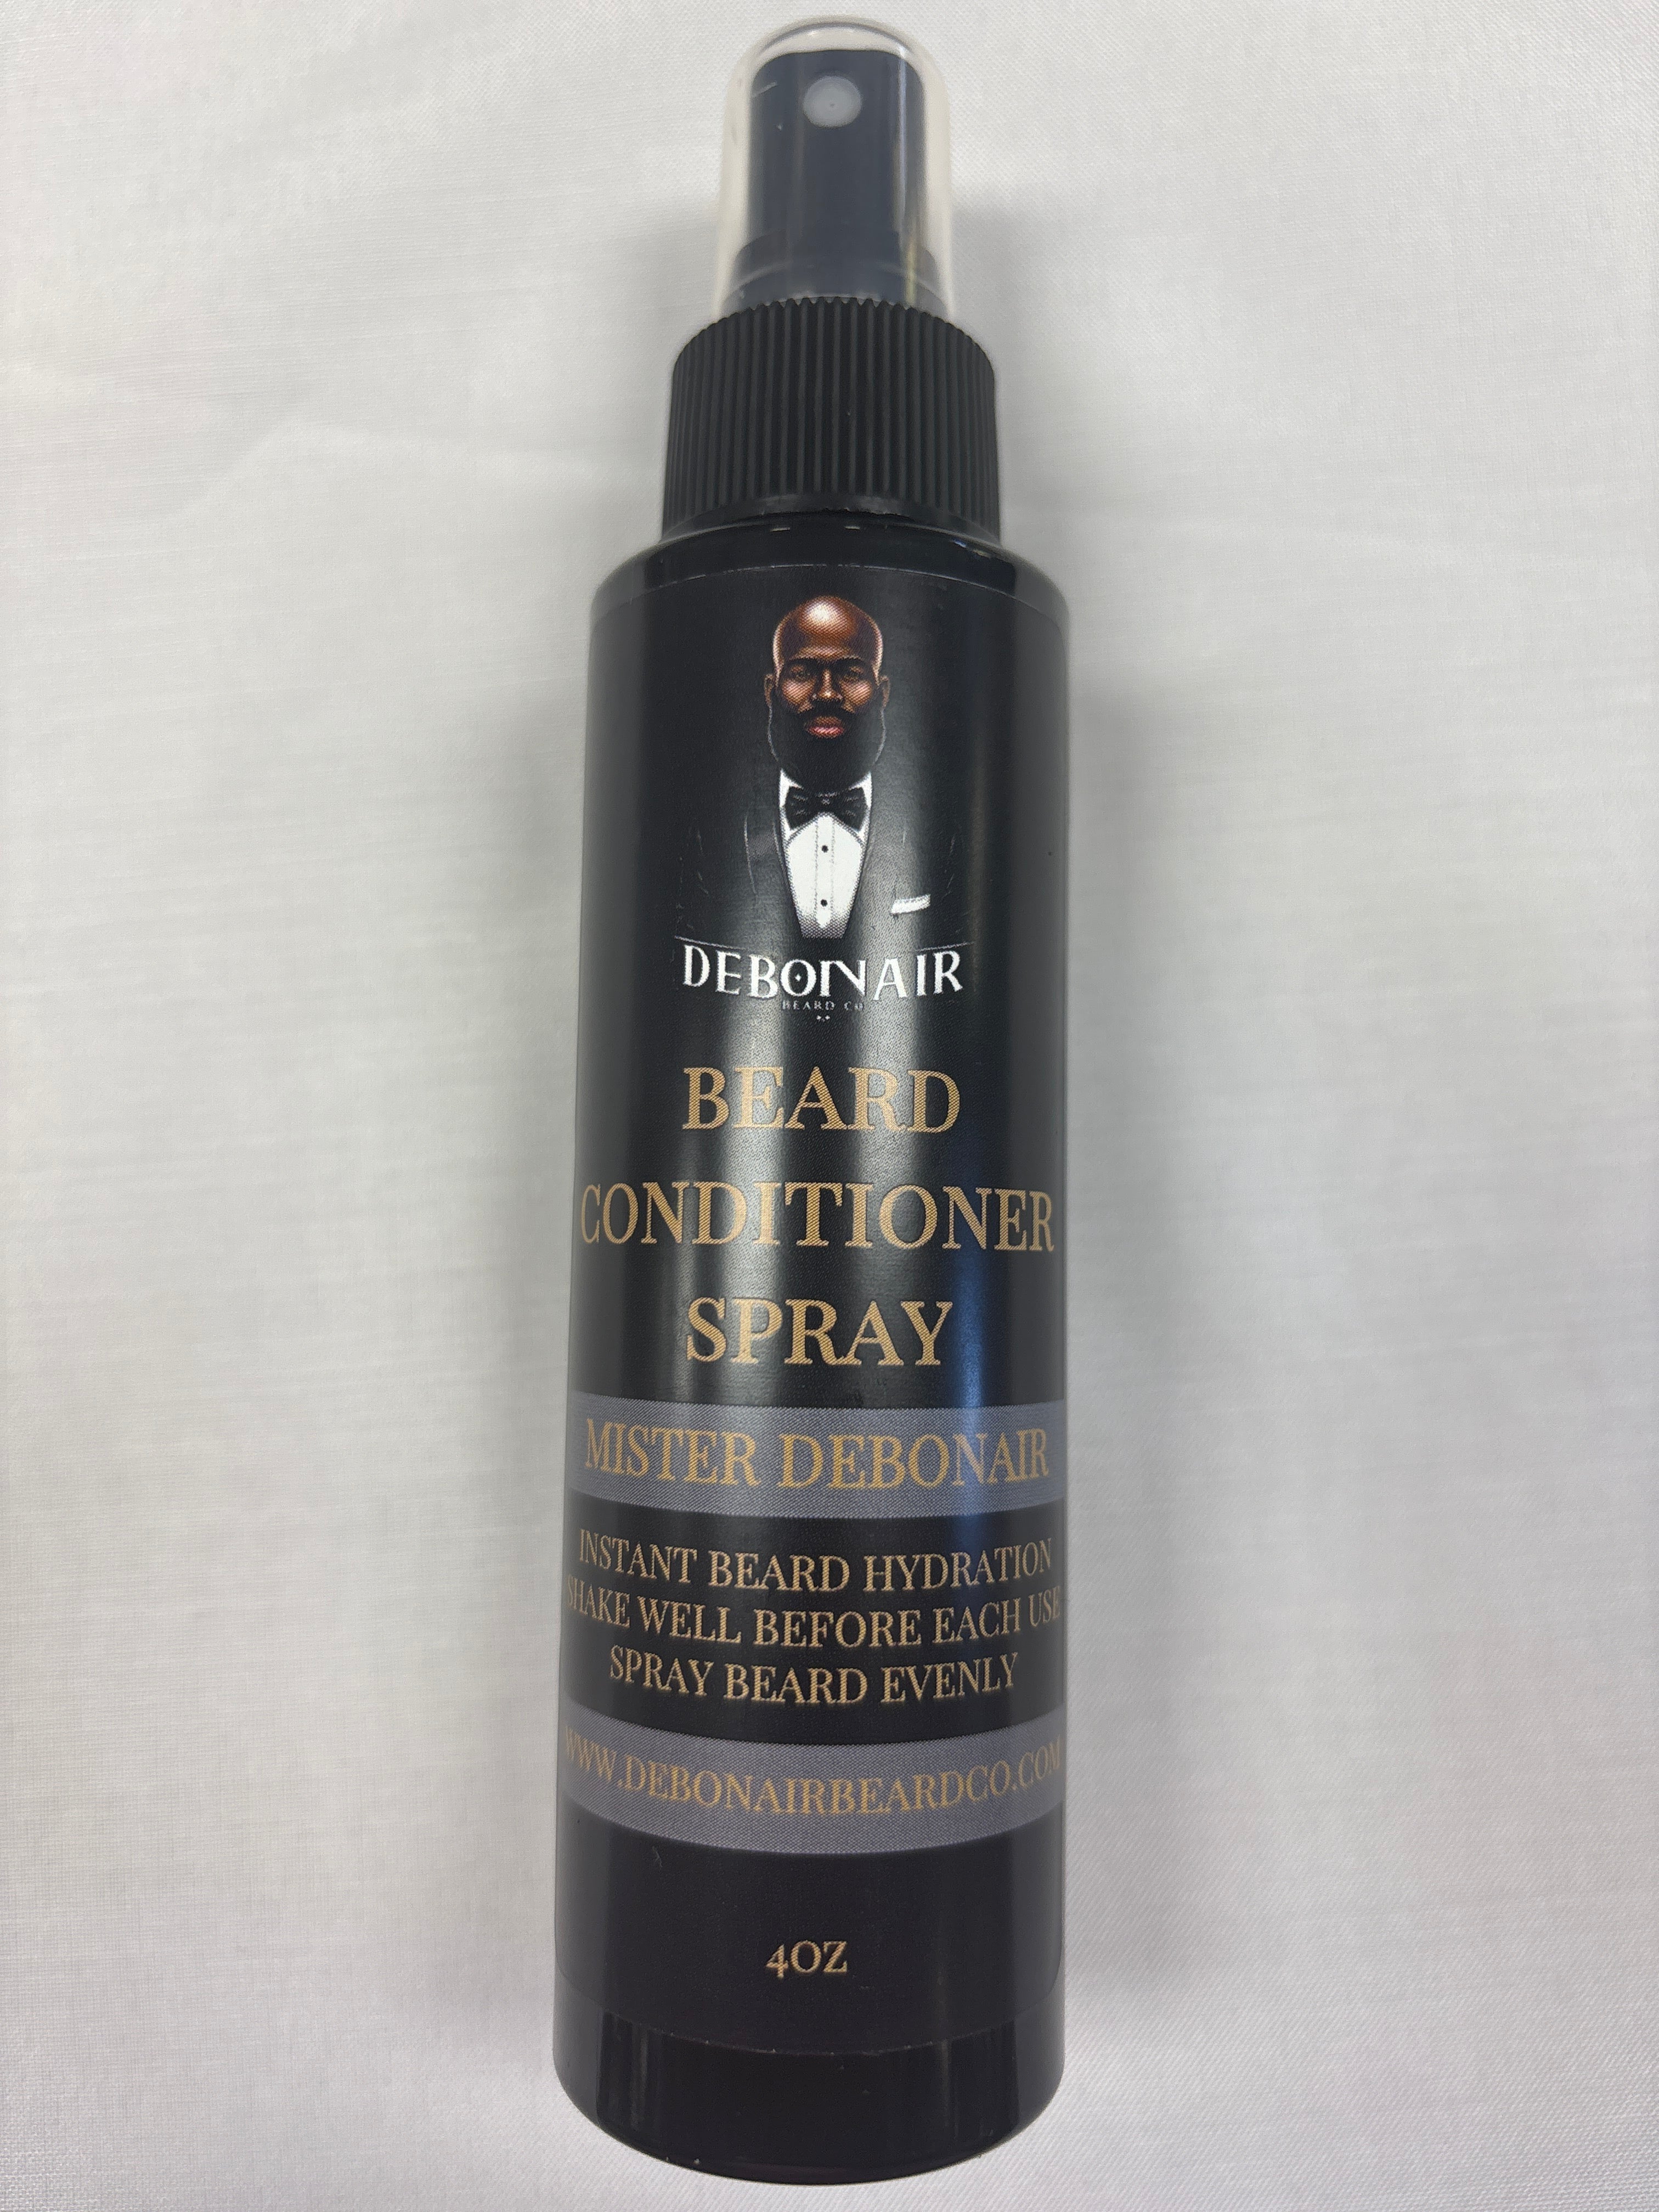 DEBONAIR
BEARD CO
BEARD
CONDITIONER
SPRAY
MISTER DEBONAIR
INSTANT BEARD HYDRATION
SHAKE WELL BEFORE EACH USE
SPRAY BEARD EVENLY
WWW.DEBONAIRBEARDCO.COM
4OZ